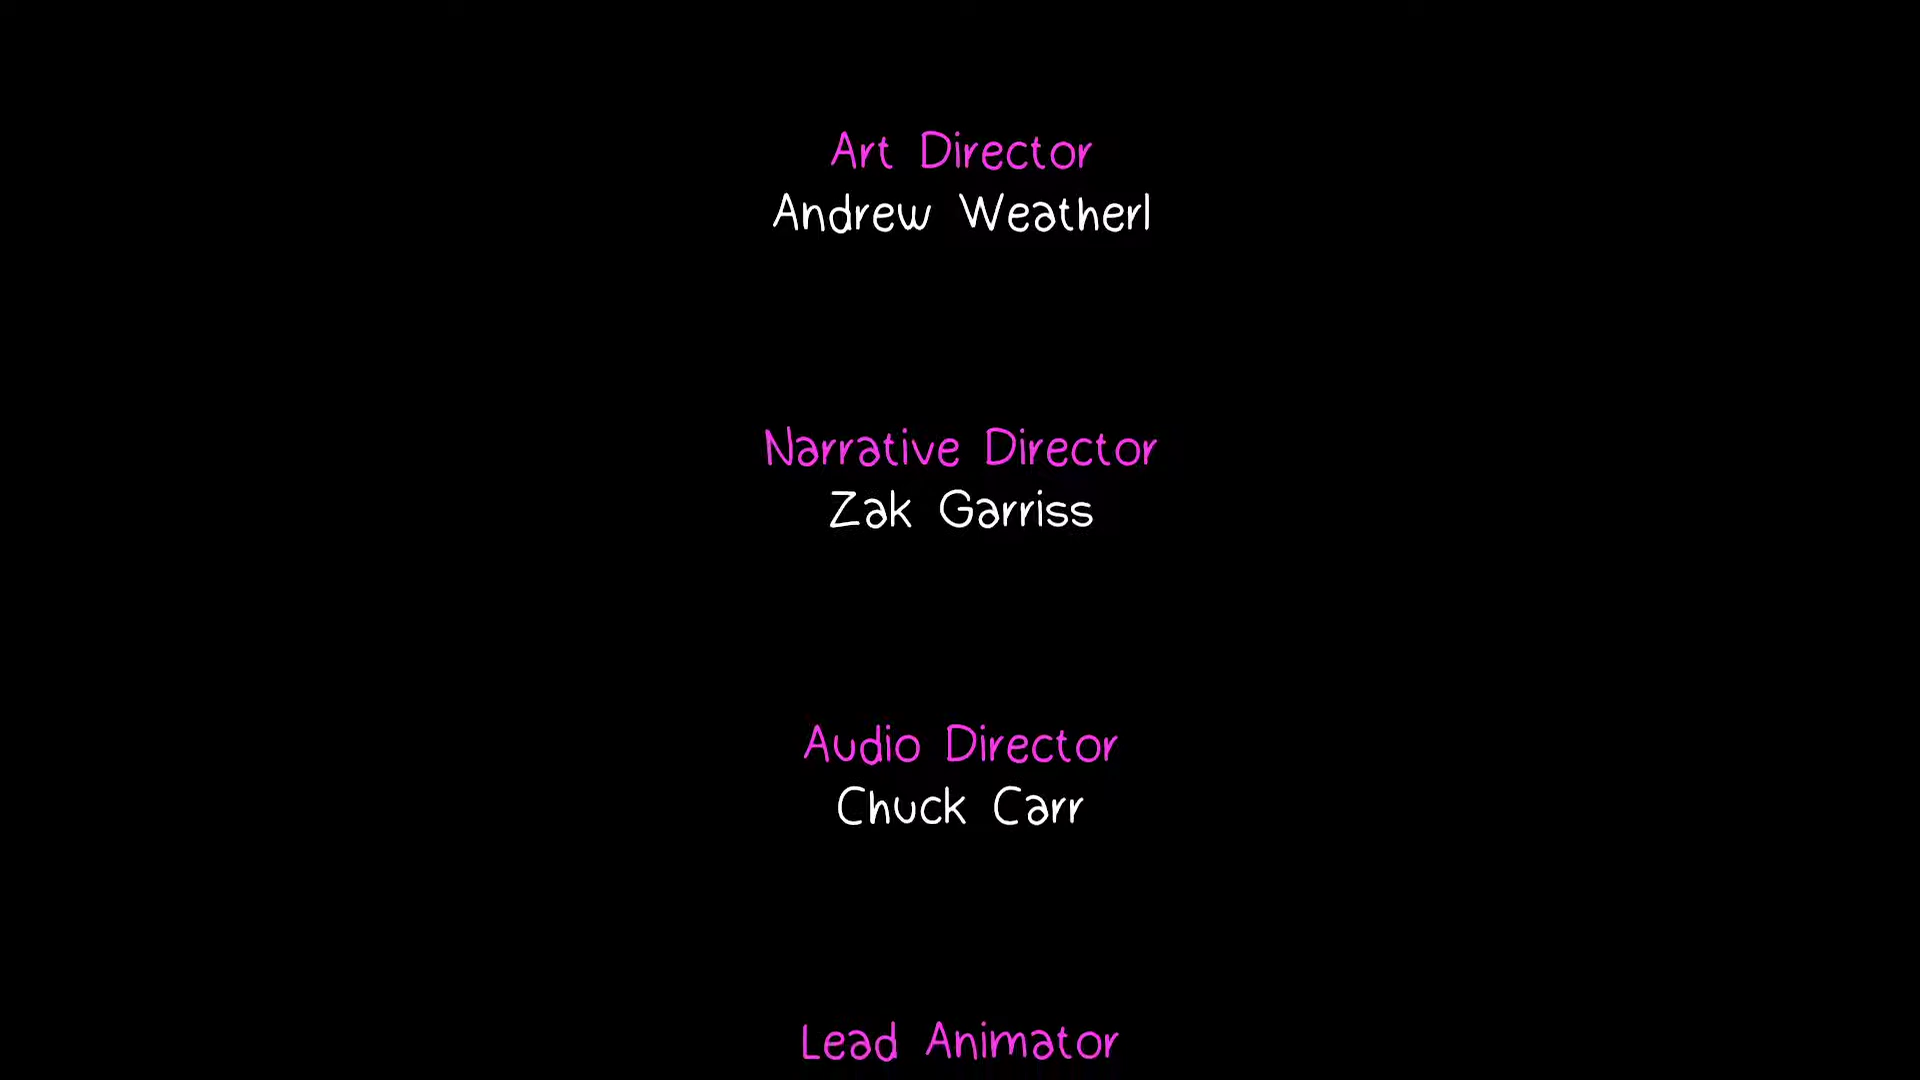 Art Director
Andrew Weatherl
Narrative Director
Zak Garriss
Audio Director
Chuck Carr
Lead Animator